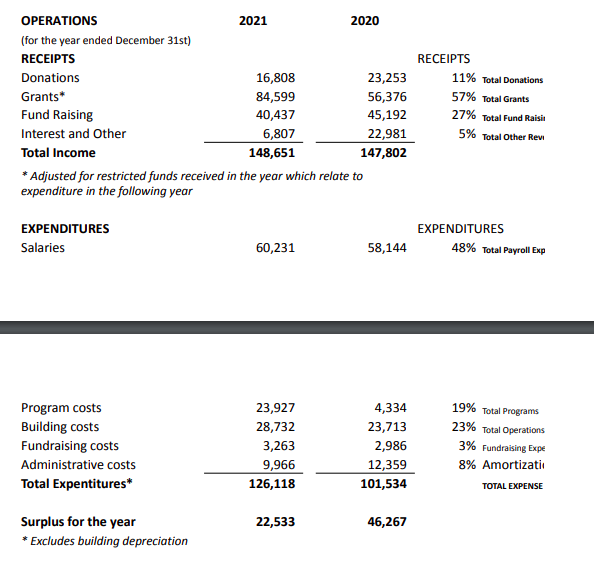 OPERATIONS 2021 2020
(for the year ended December 31st)
RECEIPTS RECEIPTS
Donations 16,808 23,253 11% Total Donations
Grants* 84,599 56,376 57% Total Grants
Fund Raising 40,437 45,192 27% Total Fund Raisi
Interest and Other 6,807 22,981 5% Total Other Reve
Total Income 148,651 147,802
* Adjusted for restricted funds received in the year which relate to
expenditure in the following year
EXPENDITURES EXPENDITURES
Salaries 60,231 58,144 48% Total Payroll Exp
Program costs 23,927 4,334 19% Total Programs
Building costs 28,732 23,713 23% Total Operations
Fundraising costs 3,263 2,986 3% Fundraising Expe
Administrative costs 9,966 12,359 8% Amortizati
Total Expentitures* 126,118 101,534 TOTAL EXPENSE
Surplus for the year 22,533 46,267
* Excludes building depreciation